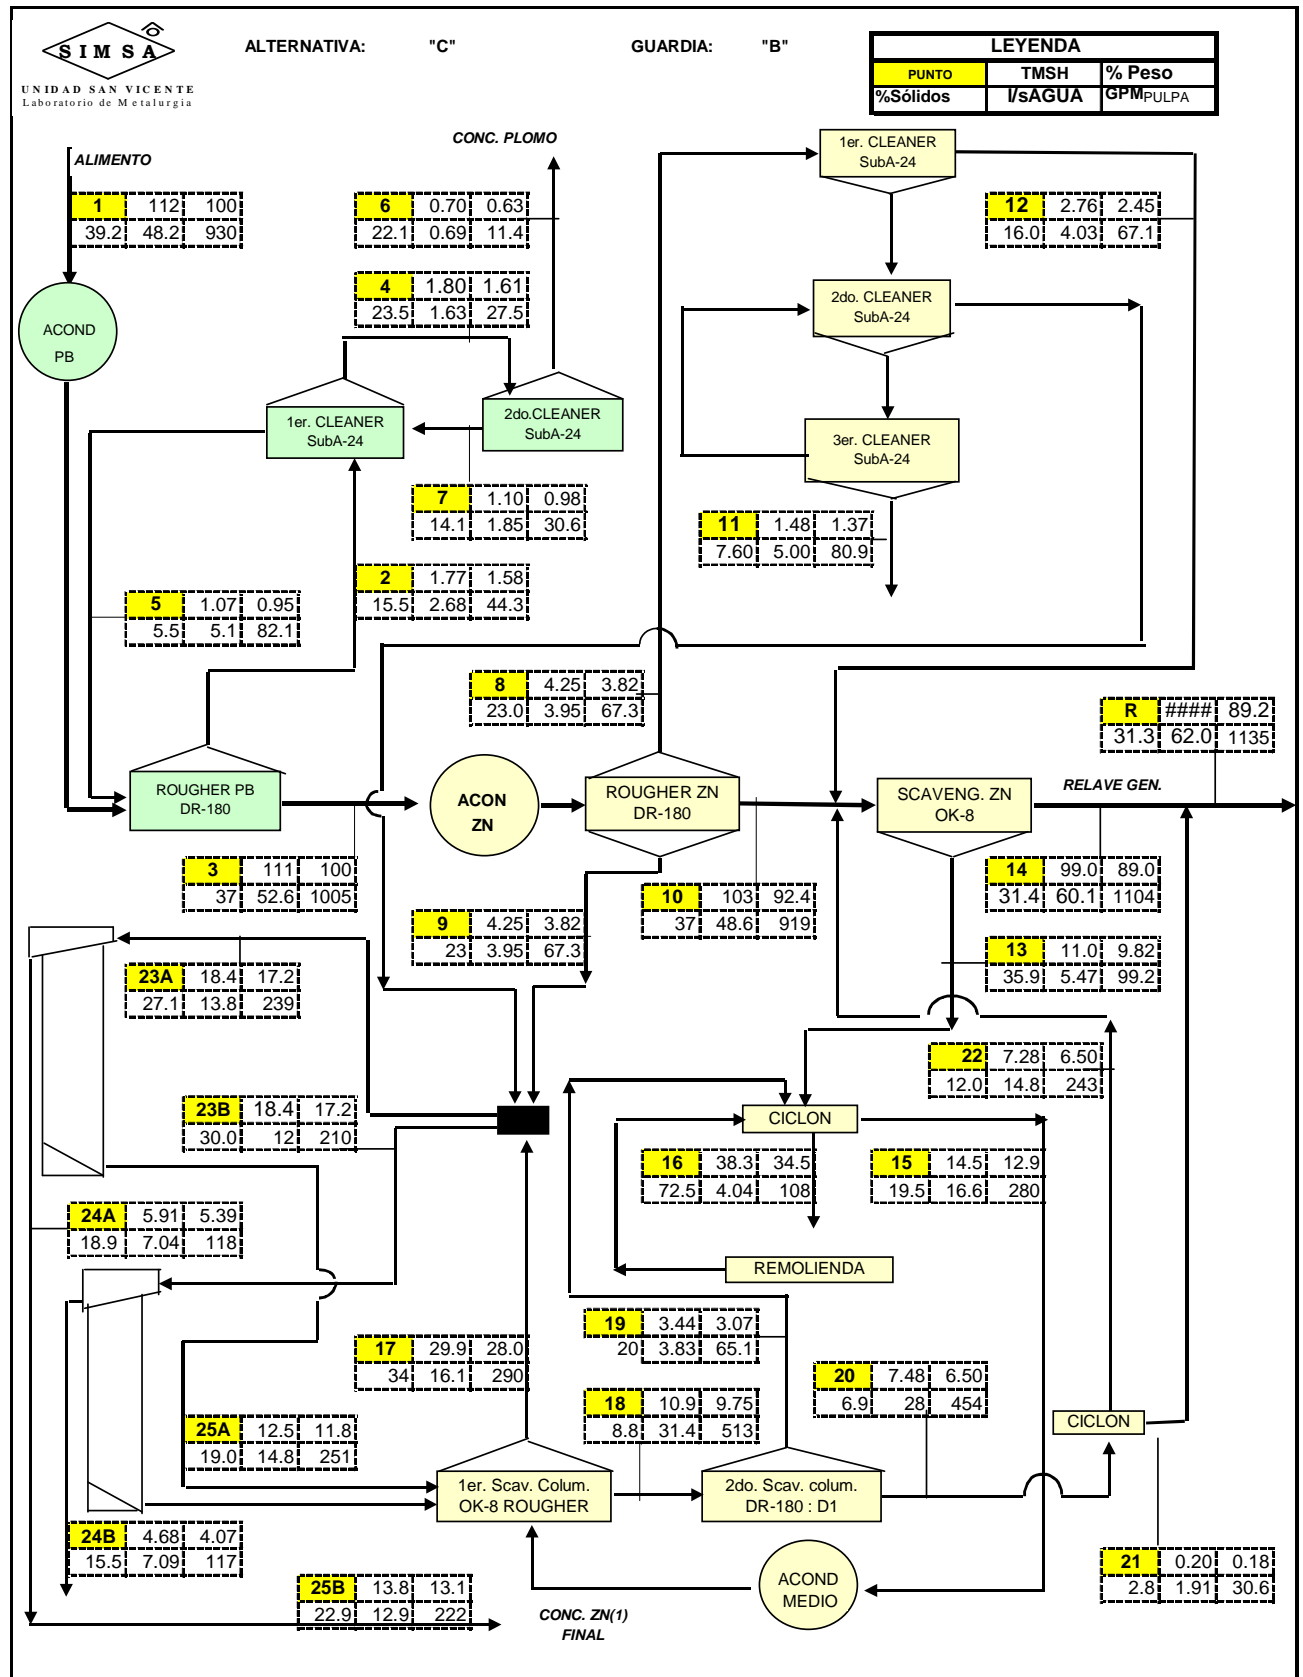 SIMSA
UNIDAD SAN VICENTE
Laboratorio de Metalurgia
ALTERNATIVA: "C" GUARDIA: "B"
LEYENDA
PUNTO TMSH % Peso
%Sólidos l/sAGUA GPMPULPA
ALIMENTO
1 112 100
39.2 48.2 930
ACOND
PB
CONC. PLOMO
6 0.70 0.63
22.1 0.69 11.4
4 1.80 1.61
23.5 1.63 27.5
1er. CLEANER
SubA-24
2do.CLEANER
SubA-24
7 1.10 0.98
14.1 1.85 30.6
2 1.77 1.58
15.5 2.68 44.3
5 1.07 0.95
5.5 5.1 82.1
1er. CLEANER
SubA-24
12 2.76 2.45
16.0 4.03 67.1
2do. CLEANER
SubA-24
3er. CLEANER
SubA-24
11 1.48 1.37
7.60 5.00 80.9
8 4.25 3.82
23.0 3.95 67.3
R #### 89.2
31.3 62.0 1135
ROUGHER PB
DR-180
ACON
ZN
ROUGHER ZN
DR-180
SCAVENG. ZN
OK-8
RELAVE GEN.
3 111 100
37 52.6 1005
9 4.25 3.82
23 3.95 67.3
10 103 92.4
37 48.6 919
14 99.0 89.0
31.4 60.1 1104
13 11.0 9.82
35.9 5.47 99.2
23A 18.4 17.2
27.1 13.8 239
22 7.28 6.50
12.0 14.8 243
23B 18.4 17.2
30.0 12 210
CICLON
16 38.3 34.5
72.5 4.04 108
15 14.5 12.9
19.5 16.6 280
24A 5.91 5.39
18.9 7.04 118
REMOLIENDA
19 3.44 3.07
20 3.83 65.1
17 29.9 28.0
34 16.1 290
20 7.48 6.50
6.9 28 454
18 10.9 9.75
8.8 31.4 513
25A 12.5 11.8
19.0 14.8 251
CICLON
1er. Scav. Colum.
OK-8 ROUGHER
2do. Scav. colum.
DR-180 : D1
24B 4.68 4.07
15.5 7.09 117
21 0.20 0.18
2.8 1.91 30.6
25B 13.8 13.1
22.9 12.9 222
ACOND
MEDIO
CONC. ZN(1)
FINAL